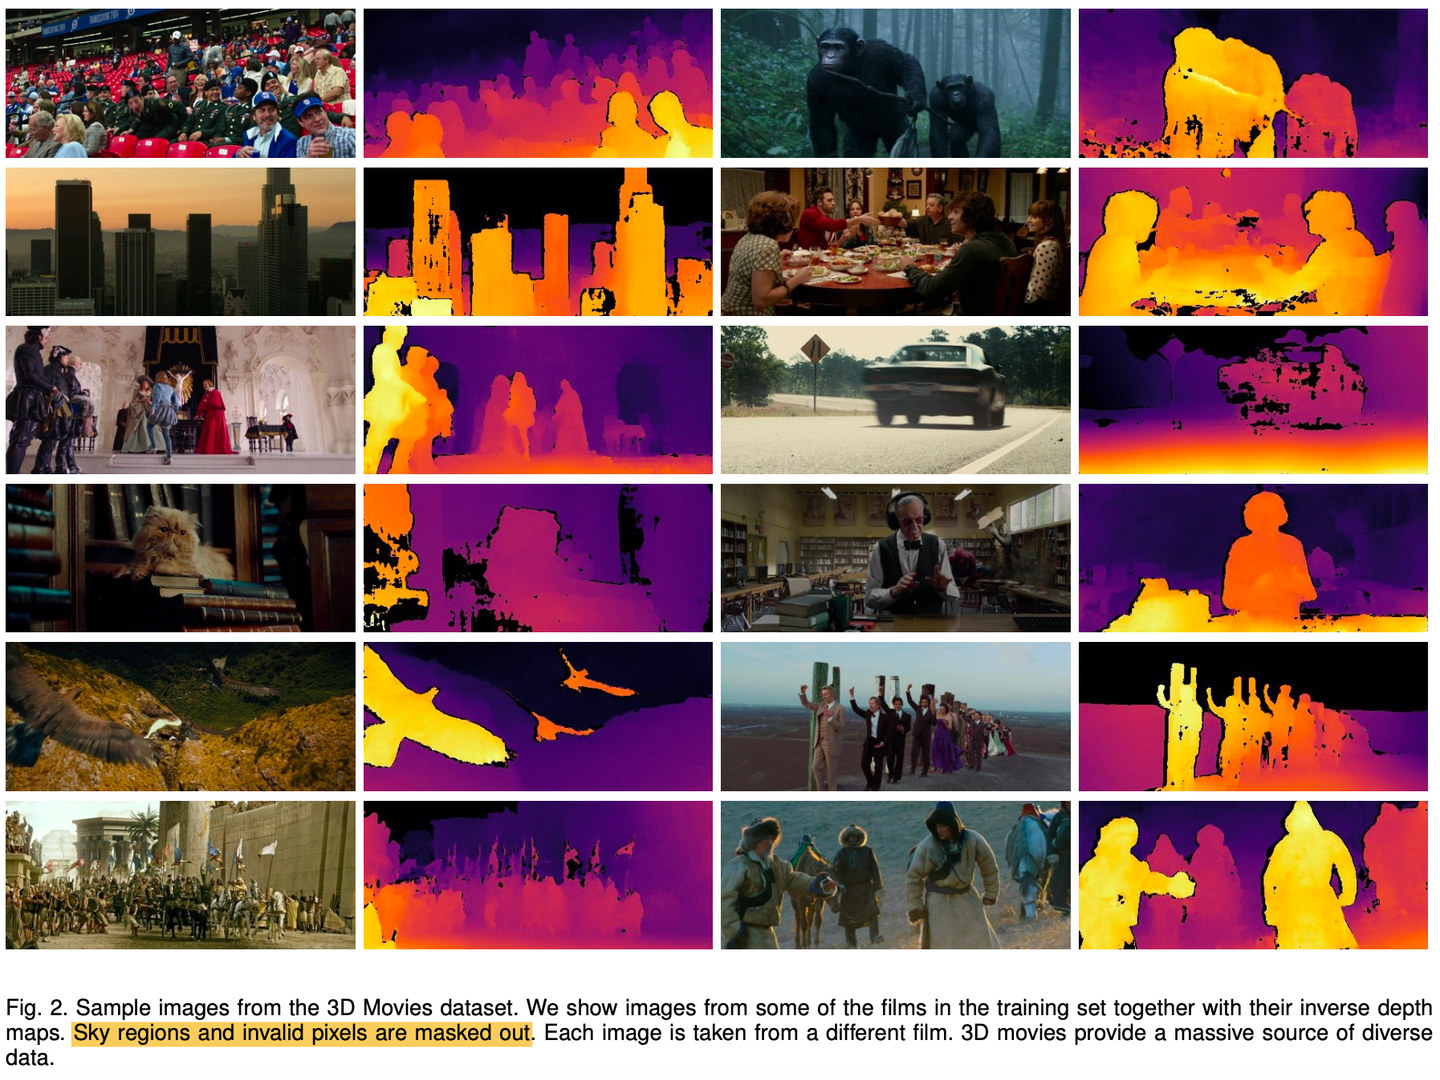 THANKSGIVING 2014
Fig. 2. Sample images from the 3D Movies dataset. We show images from some of the films in the training set together with their inverse depth
maps. Sky regions and invalid pixels are masked out. Each image is taken from a different film. 3D movies provide a massive source of diverse
data.